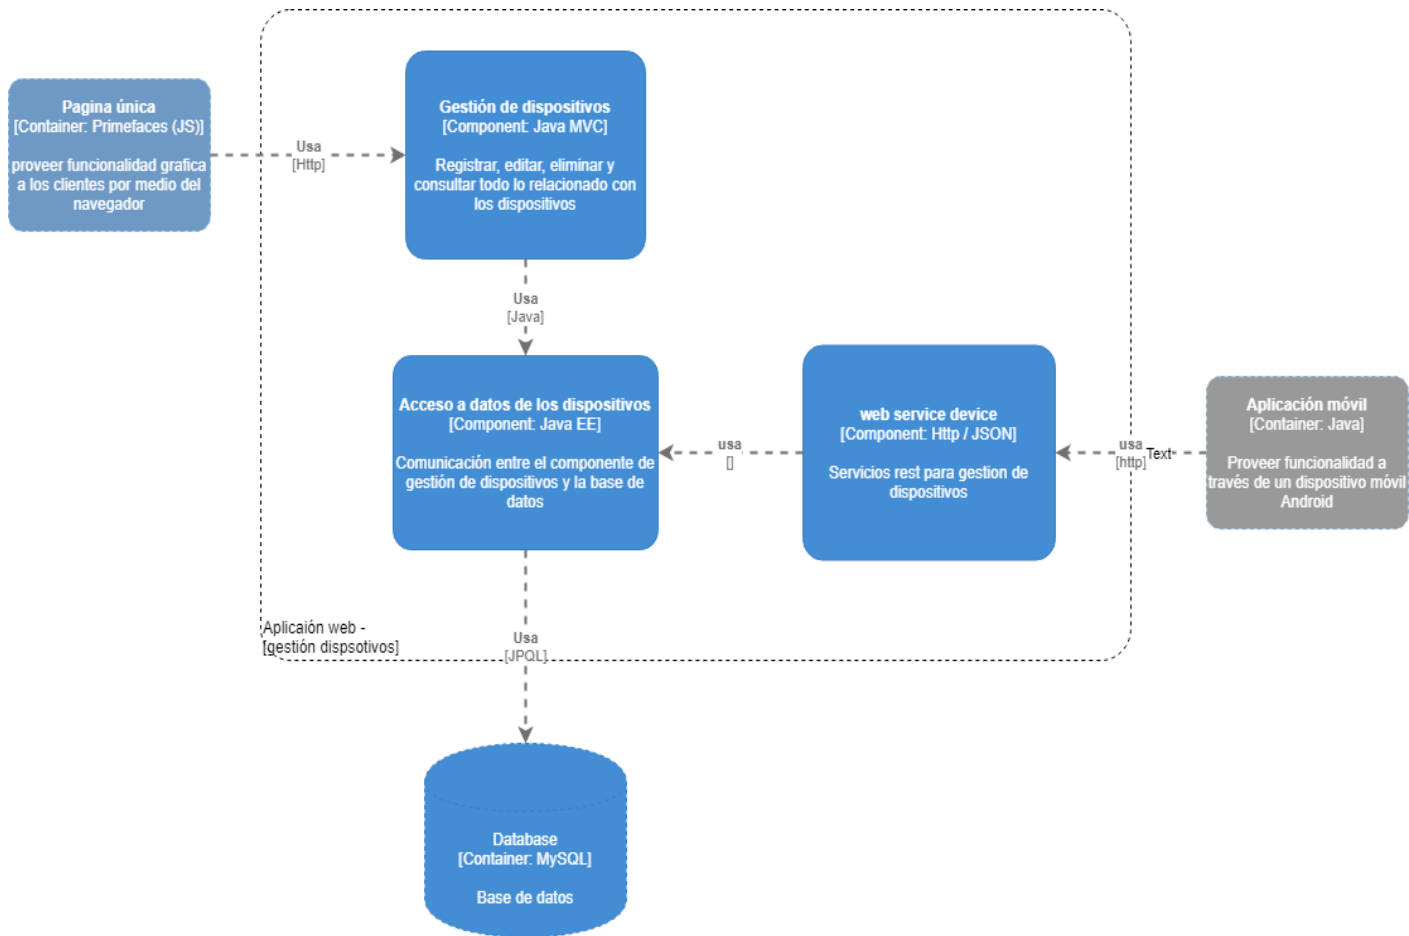 Pagina única
[Container: Primefaces (JS)]
proveer funcionalidad grafica
a los clientes por medio del
navegador
Usa
[Http]
Gestión de dispositivos
[Component: Java MVC]
Registrar, editar, eliminar y
consultar todo lo relacionado con
los dispositivos
Usa
[Java]
Acceso a datos de los dispositivos
[Component: Java EE]
Comunicación entre el componente de
gestión de dispositivos y la base de
datos
usa
[]
web service device
[Component: Http / JSON]
Servicios rest para gestion de
dispositivos
usa
[http]
Text
Aplicación móvil
[Container: Java]
Proveer funcionalidad a
través de un dispositivo móvil
Android
Aplicaión web -
[gestión dispsotivos]
Usa
[JPQL]
Database
[Container: MySQL]
Base de datos